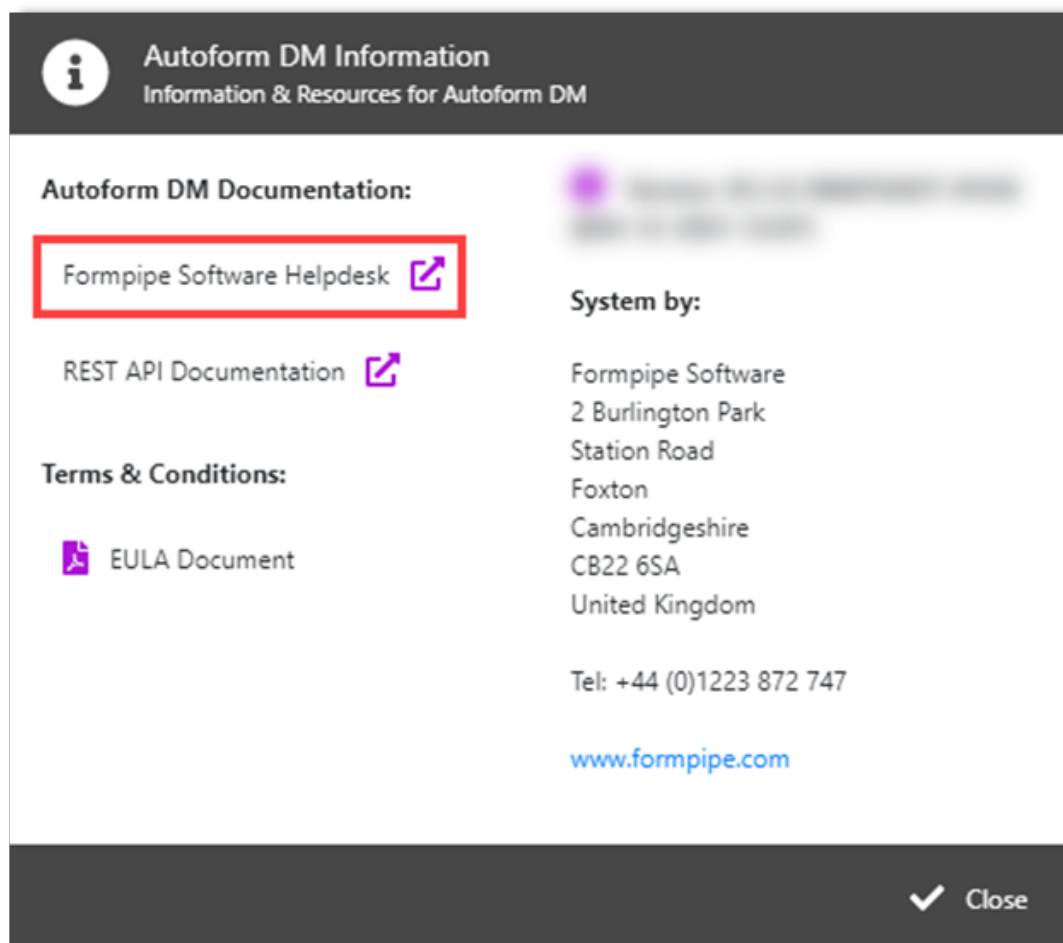 Autoform DM Information
Information & Resources for Autoform DM
Autoform DM Documentation:
Formpipe Software Helpdesk
REST API Documentation
Terms & Conditions:
EULA Document
System by:
Formpipe Software
2 Burlington Park
Station Road
Foxton
Cambridgeshire
CB22 6SA
United Kingdom
Tel: +44 (0)1223 872 747
www.formpipe.com
Close